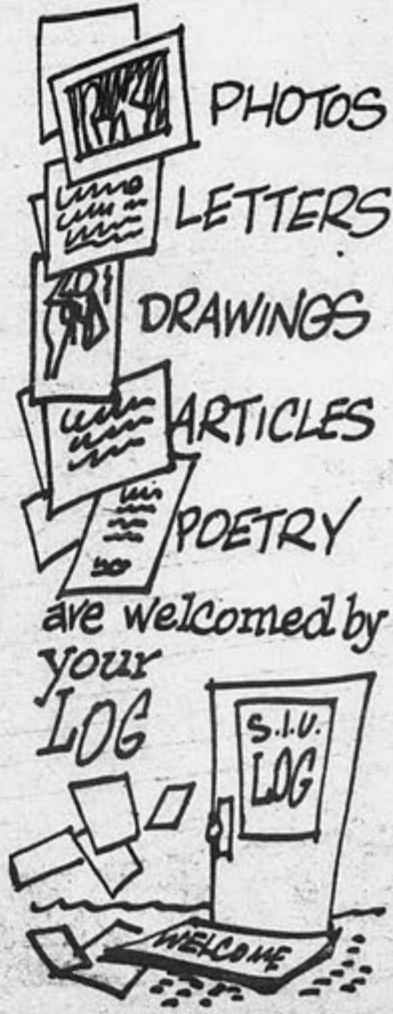 PHOTOS
LETTERS
DRAWINGS
ARTICLES
POETRY
are welcomed by
your
LOG
S.I.U.
LOG
WELCOME